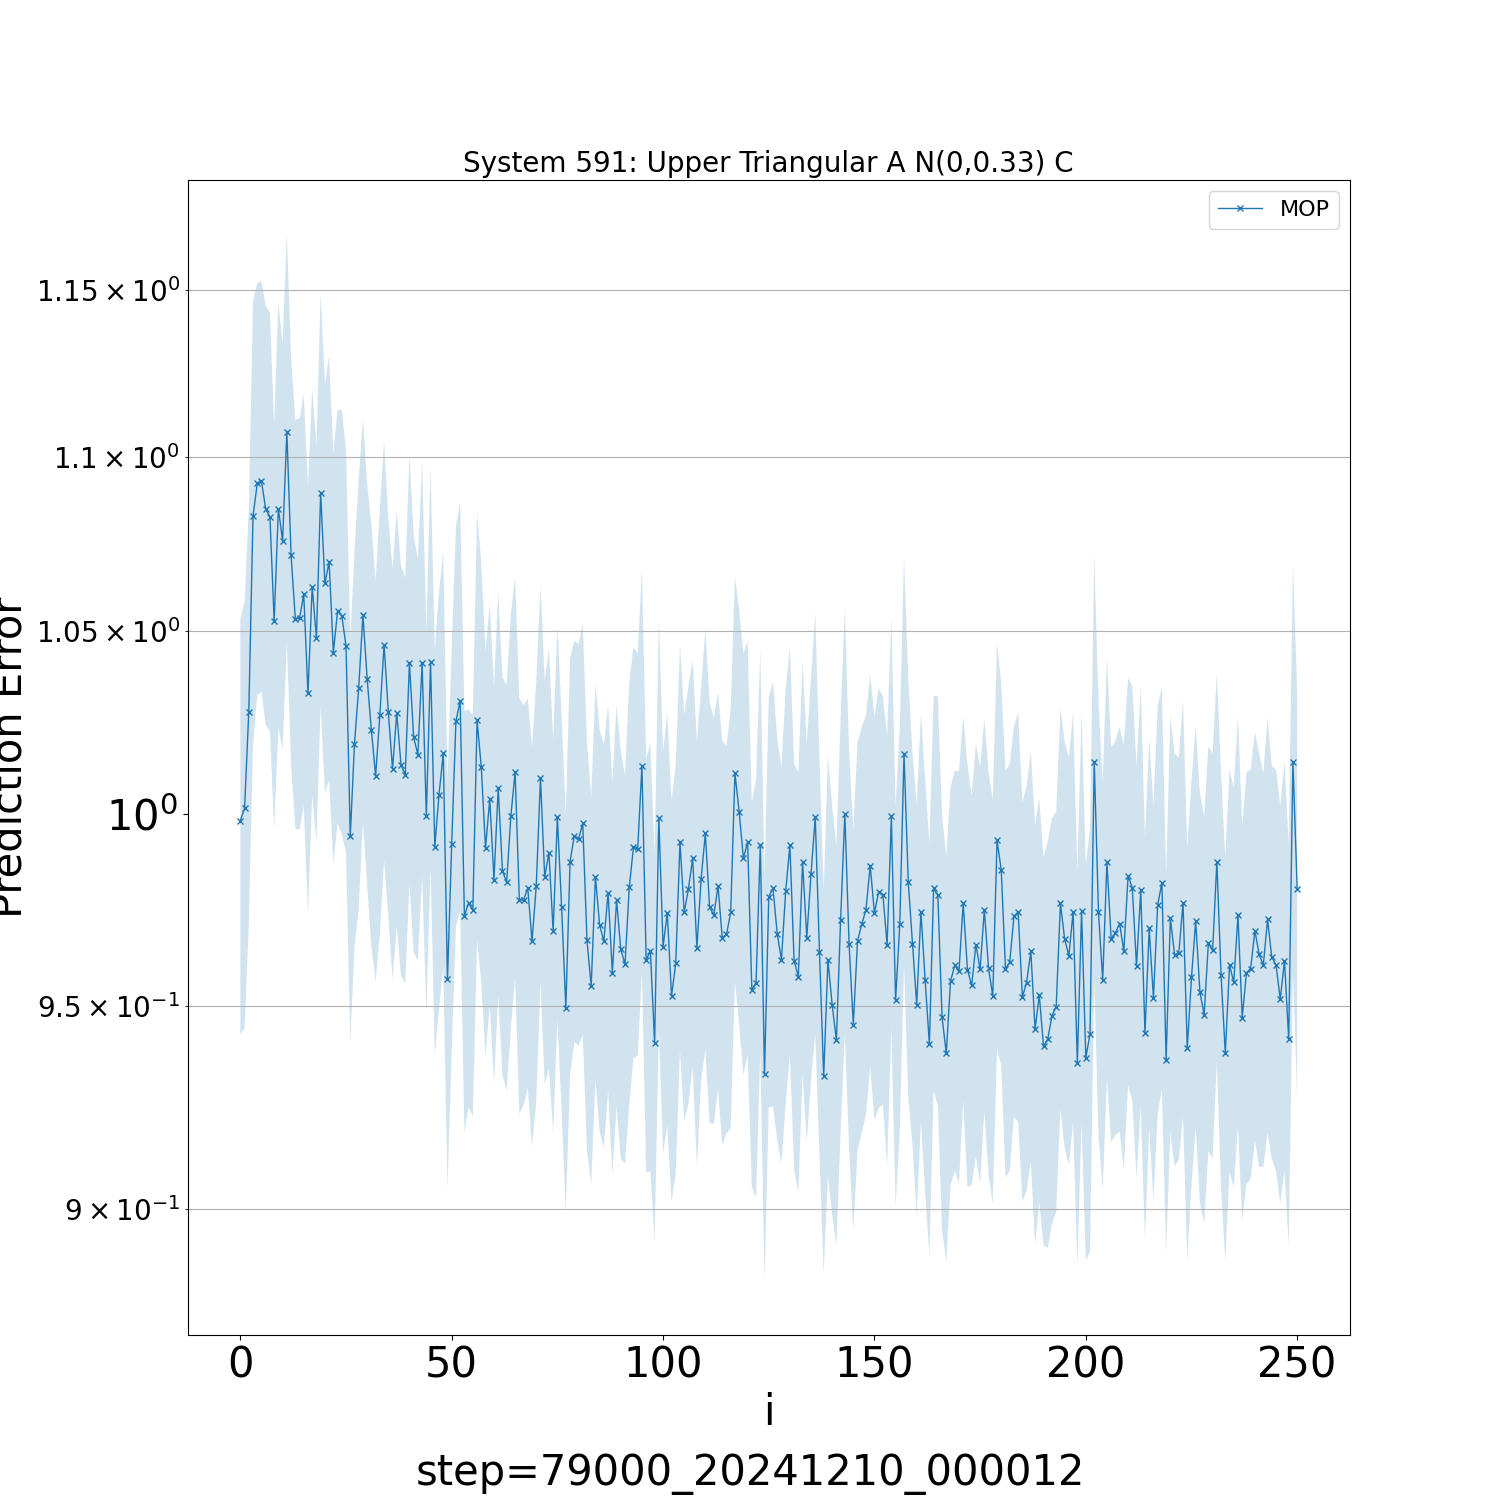 System 591: Upper Triangular A N(0,0.33) C
MOP
1.15 × 10⁰
1.1 × 10⁰
1.05 × 10⁰
10⁰
9.5 × 10⁻¹
9 × 10⁻¹
Prediction Error
0 50 100 150 200 250
i
step=79000_20241210_000012